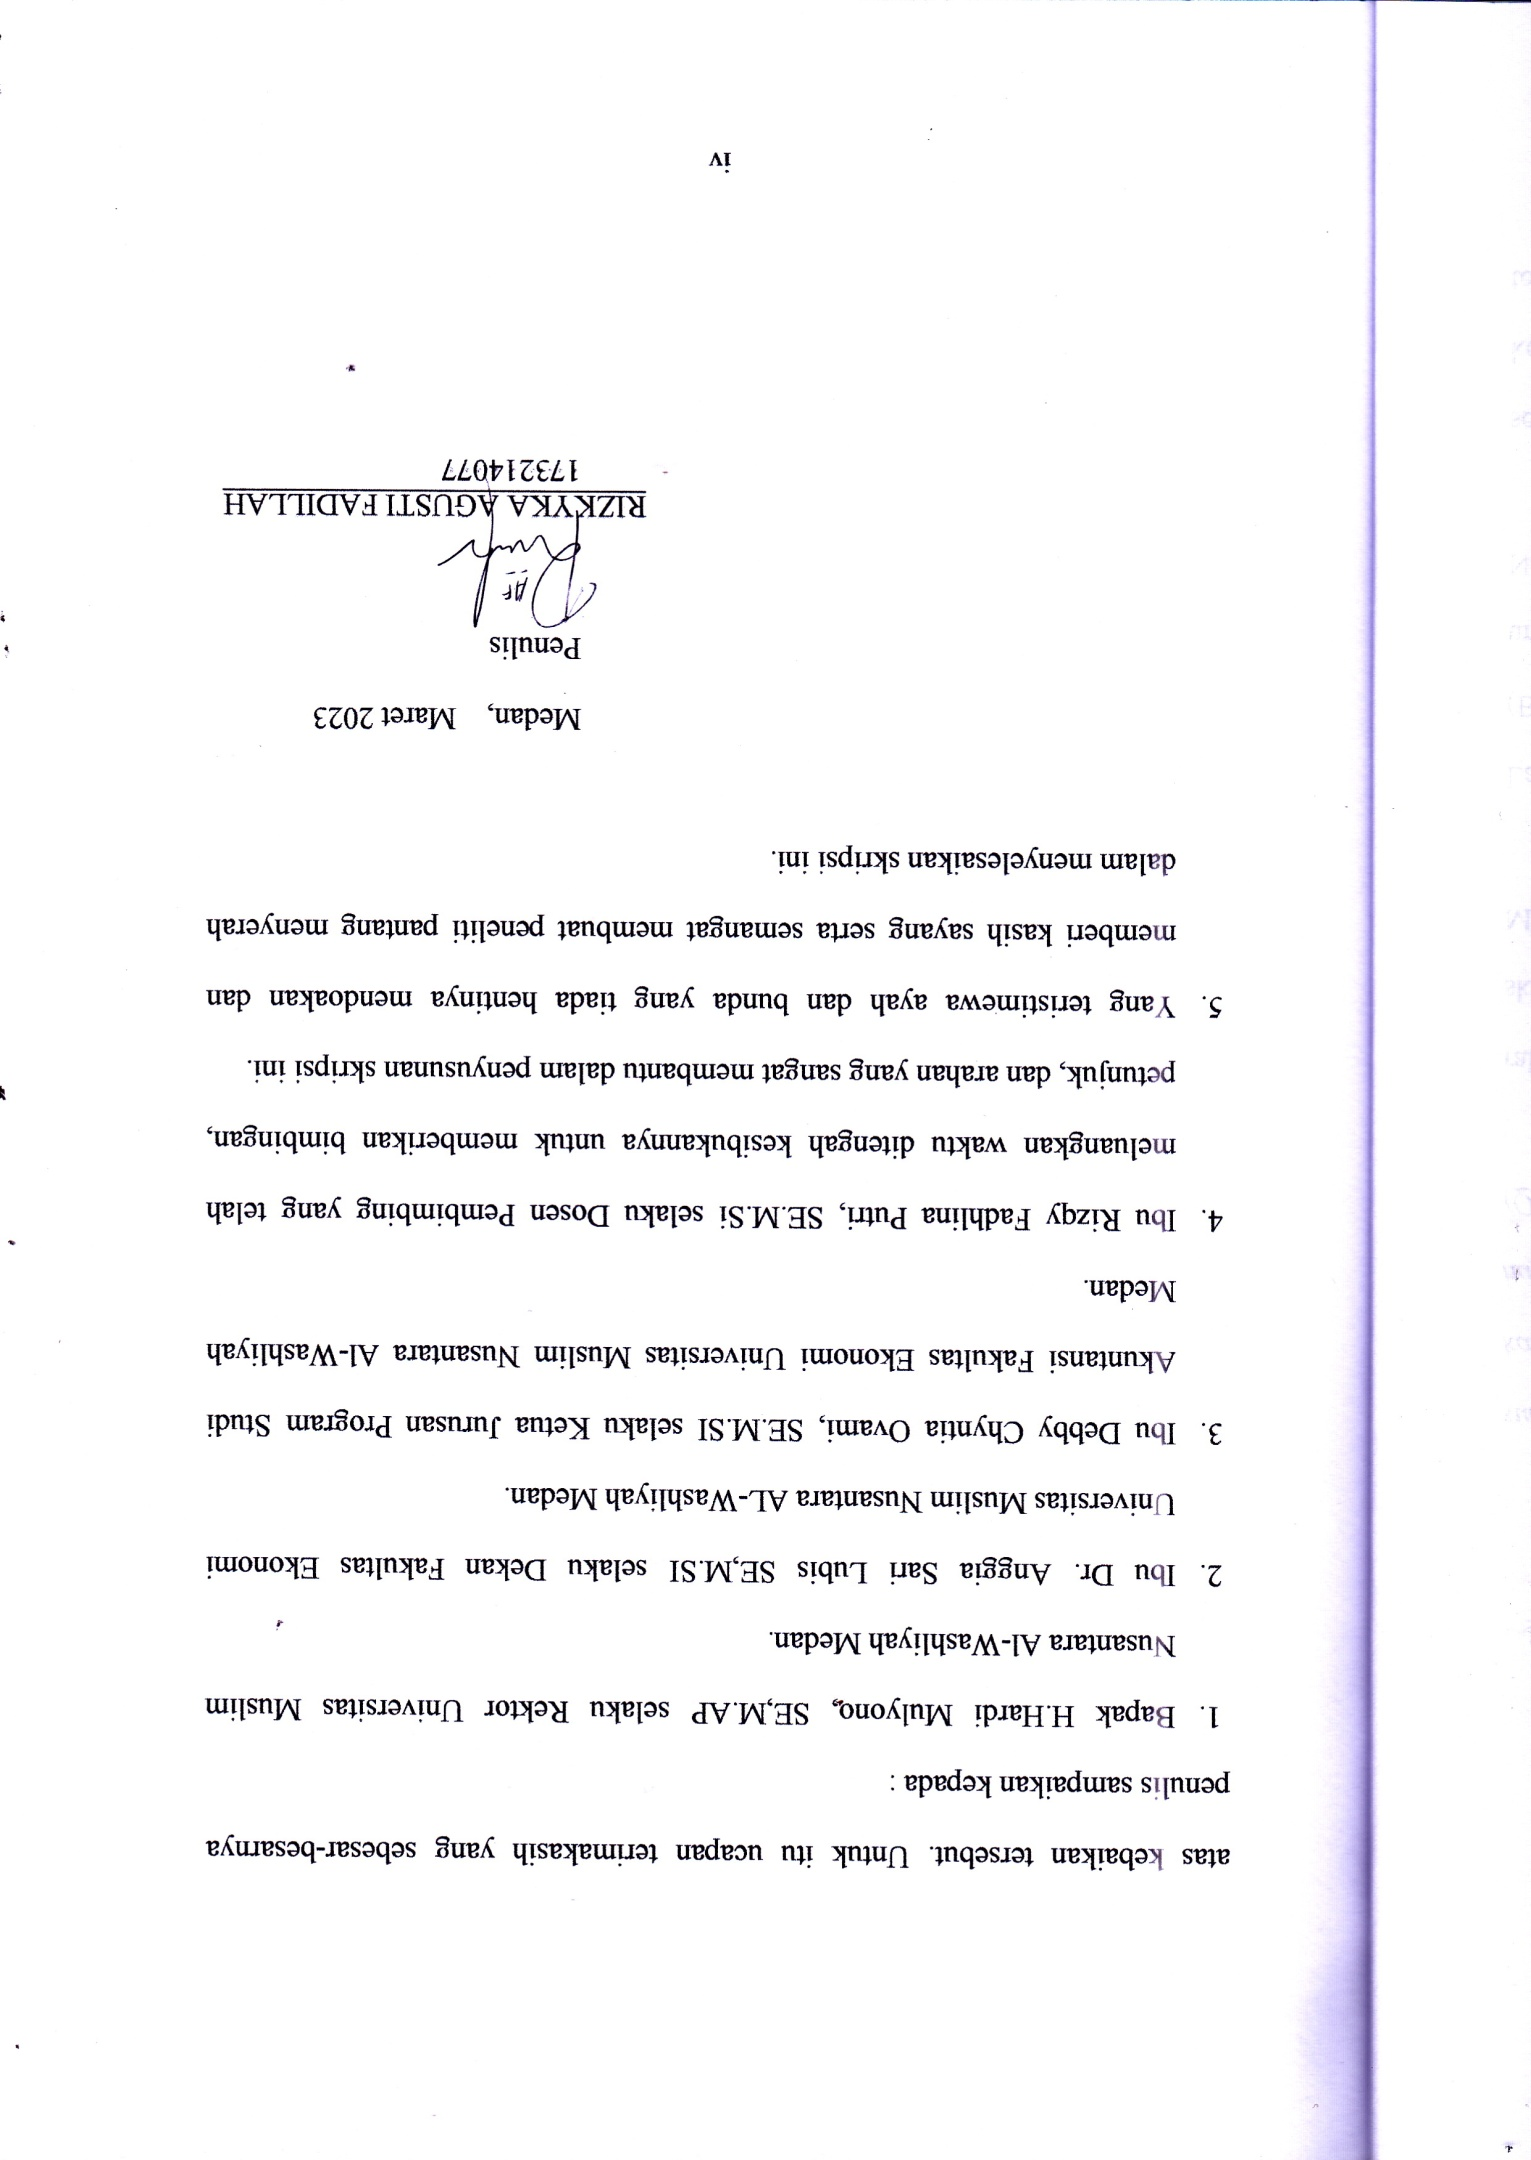 atas kebaikan tersebut. Untuk itu ucapan terimakasih yang sebesar-besarnya
penulis sampaikan kepada :
1. Bapak H.Hardi Mulyono, SE,M.AP selaku Rektor Universitas Muslim
Nusantara Al-Washliyah Medan.
2. Ibu Dr. Anggia Sari Lubis SE,M.SI selaku Dekan Fakultas Ekonomi
Universitas Muslim Nusantara AL-Washliyah Medan.
3. Ibu Debby Chyntia Ovami, SE.M.SI selaku Ketua Jurusan Program Studi
Akuntansi Fakultas Ekonomi Universitas Muslim Nusantara Al-Washliyah
Medan.
4. Ibu Rizqy Fadhlina Putri, SE.M.Si selaku Dosen Pembimbing yang telah
meluangkan waktu ditengah kesibukannya untuk memberikan bimbingan,
petunjuk, dan arahan yang sangat membantu dalam penyusunan skripsi ini.
5. Yang teristimewa ayah dan bunda yang tiada hentinya mendoakan dan
memberi kasih sayang serta semangat membuat peneliti pantang menyerah
dalam menyelesaikan skripsi ini.
Medan, Maret 2023
Penulis
AF
RIZKYKA AGUSTI FADILLAH
173214077
iv